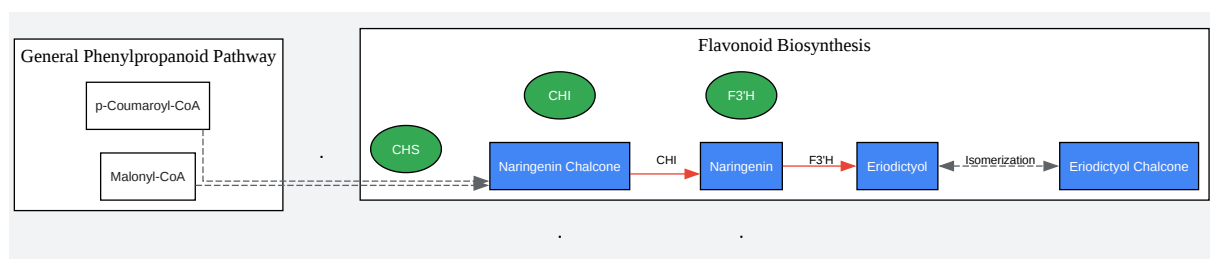 General Phenylpropanoid Pathway
p-Coumaroyl-CoA
Malonyl-CoA
.
Flavonoid Biosynthesis
CHI
F3'H
CHS
Naringenin Chalcone
CHI
Naringenin
F3'H
Eriodictyol
Isomerization
Eriodictyol Chalcone
.
.